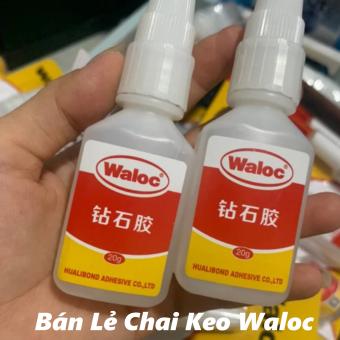 Waloc®
钻石胶
20g
HUALIBOND ADHESIVE CO.,LTD
Waloc®
钻石胶
20g
HUALIBOND ADHESIVE CO.,LTD
Bán Lẻ Chai Keo Waloc